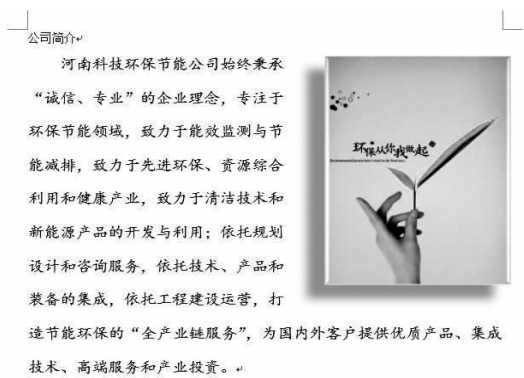 公司简介
河南科技环保节能公司始终秉承
“诚信、专业”的企业理念，专注于
环保节能领域，致力于能效监测与节
能减排，致力于先进环保、资源综合
利用和健康产业，致力于清洁技术和
新能源产品的开发与利用；依托规划
设计和咨询服务，依托技术、产品和
装备的集成，依托工程建设运营，打
造节能环保的“全产业链服务”，为国内外客户提供优质产品、集成
技术、高端服务和产业投资。
环保从你我做起